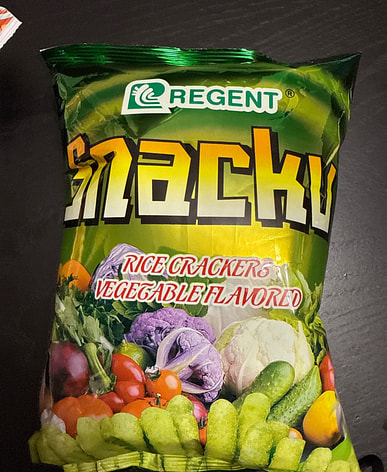 REGENT®
Snacku
RICE CRACKERS
VEGETABLE FLAVORED